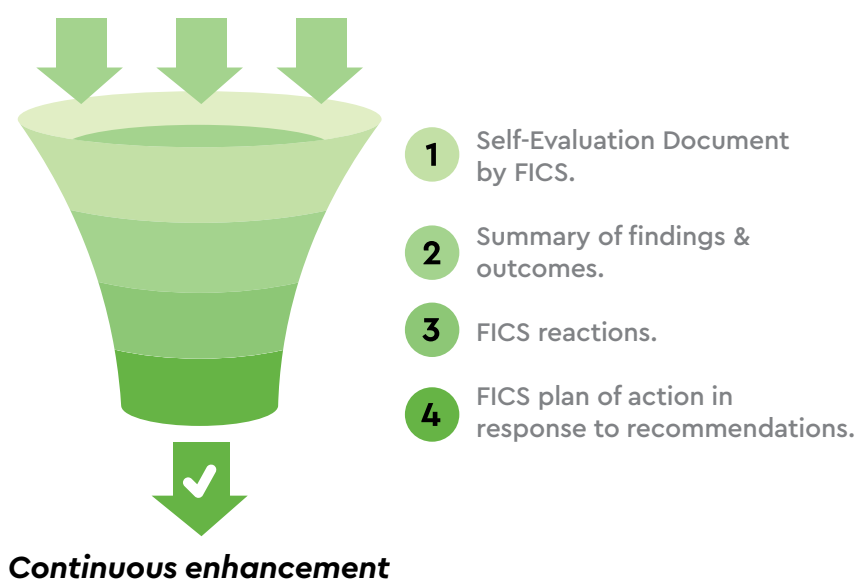 1
Self-Evaluation Document
by FICS.
2
Summary of findings &
outcomes.
3
FICS reactions.
4
FICS plan of action in
response to recommendations.
Continuous enhancement